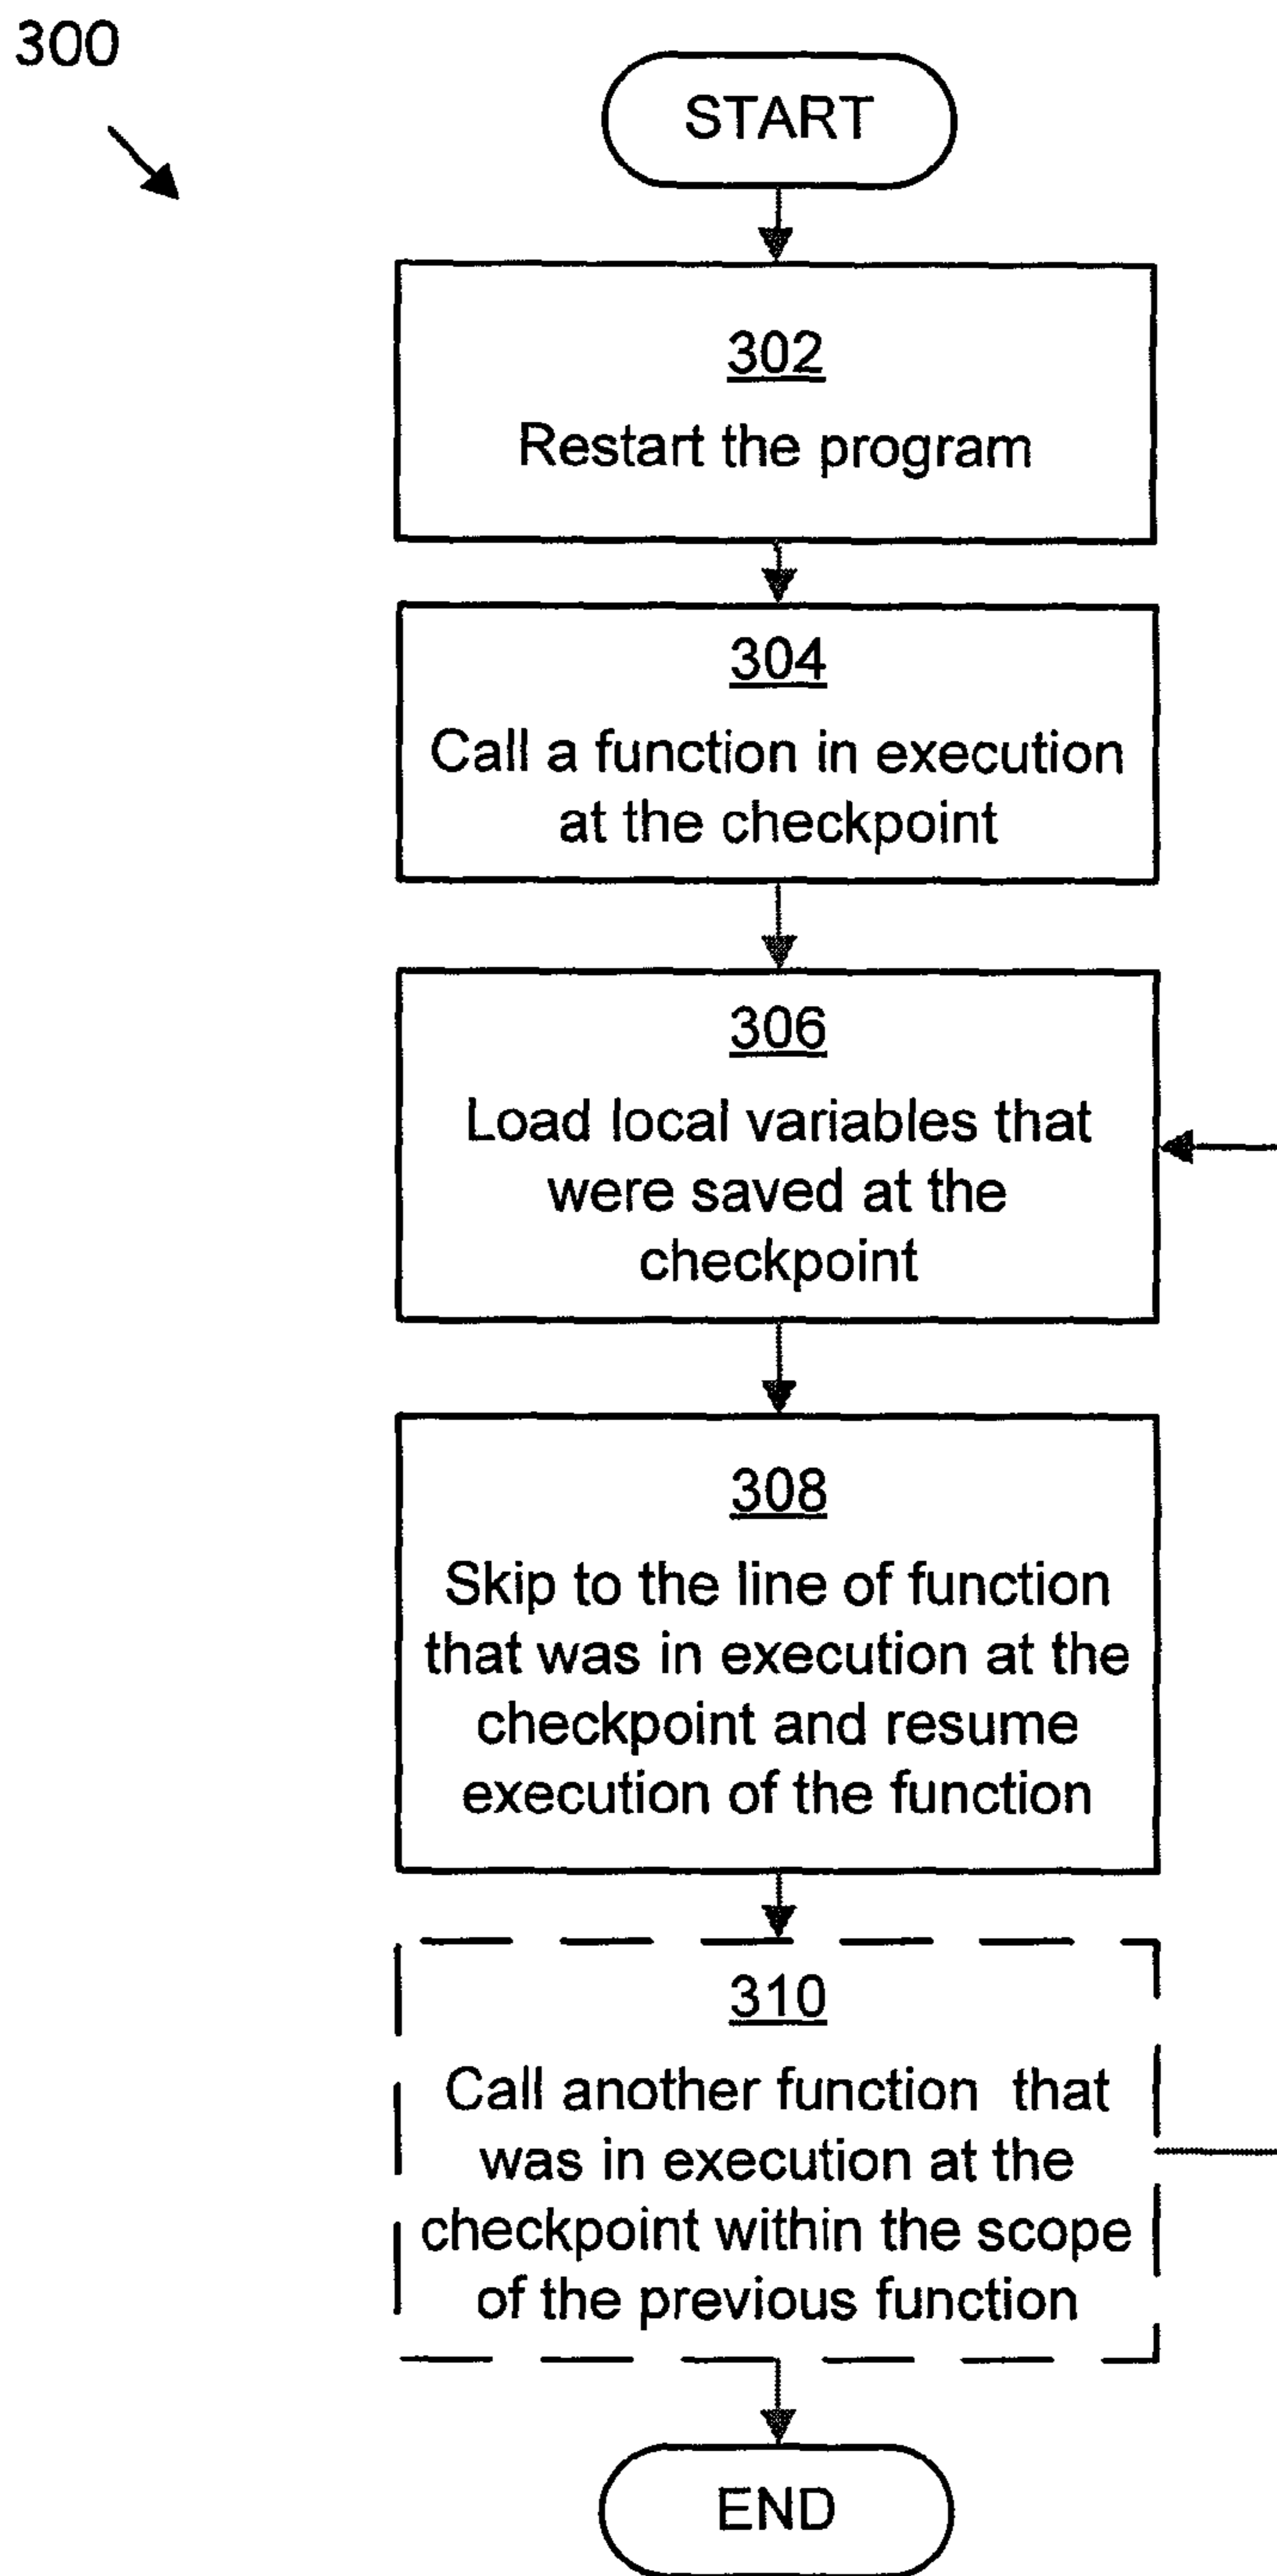 300
START
302
Restart the program
304
Call a function in execution
at the checkpoint
306
Load local variables that
were saved at the
checkpoint
308
Skip to the line of function
that was in execution at the
checkpoint and resume
execution of the function
310
Call another function that
was in execution at the
checkpoint within the scope
of the previous function
END